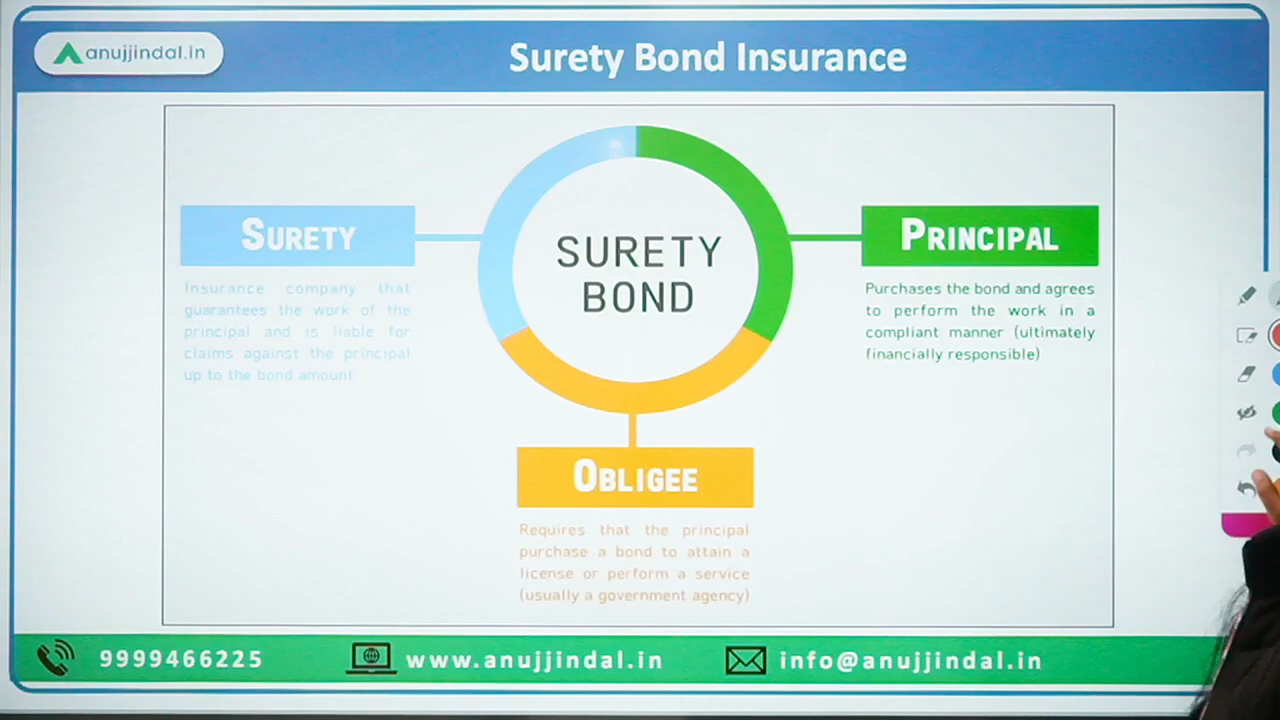 anujjindal.in
Surety Bond Insurance
SURETY
BOND
SURETY
Insurance company that
guarantees the work of the
principal and is liable for
claims against the principal
up to the bond amount
PRINCIPAL
Purchases the bond and agrees
to perform the work in a
compliant manner (ultimately
financially responsible)
OBLIGEE
Requires that the principal
purchase a bond to attain a
license or perform a service
(usually a government agency)
9999466225
www.anujjindal.in
info@anujjindal.in